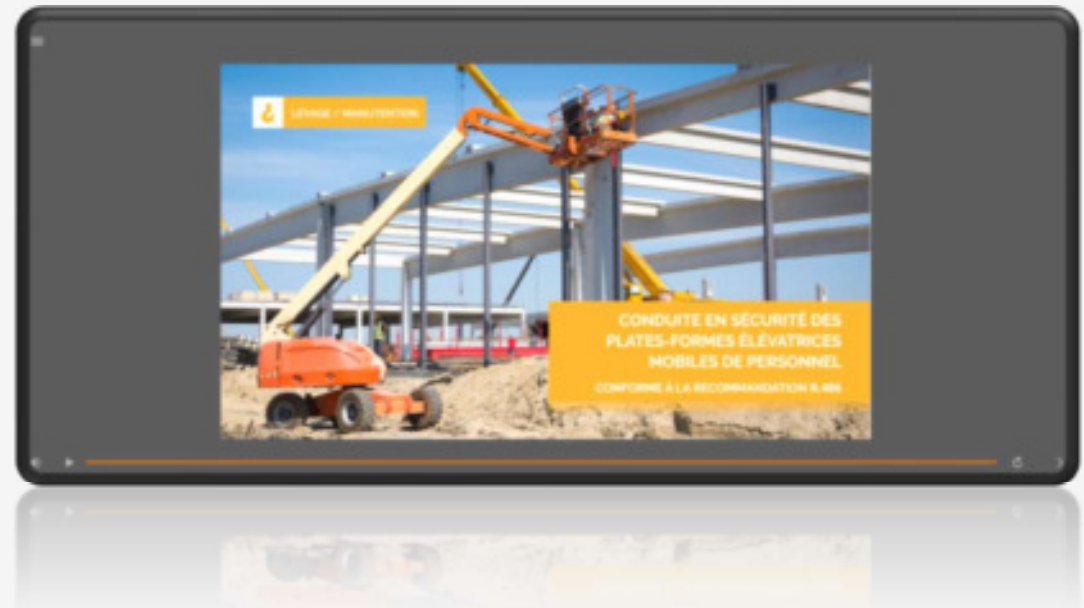 LEVAGE / MANUTENTION
CONDUITE EN SÉCURITÉ DES
PLATES-FORMES ÉLÉVATRICES
MOBILES DE PERSONNEL
CONFORME À LA RECOMMANDATION R.486